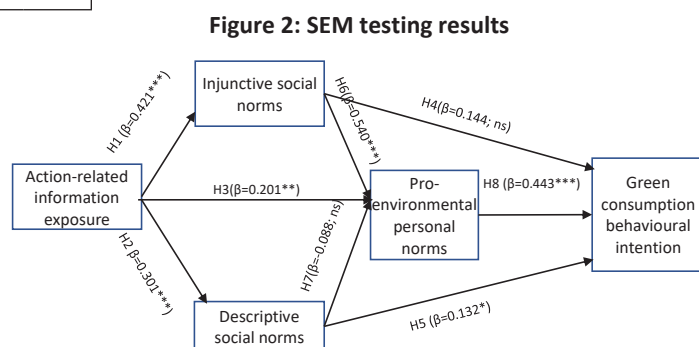 Figure 2: SEM testing results
Injunctive social
norms
H1 (β=0.421***)
H6(β=0.540***)
H4(β=0.144; ns)
Action-related
information
exposure
H3(β=0.201**)
Pro-
environmental
personal
norms
H8 (β=0.443***)
Green
consumption
behavioural
intention
H2 β=0.301***)
H7(β=-0.088; ns)
H5 (β=0.132*)
Descriptive
social norms